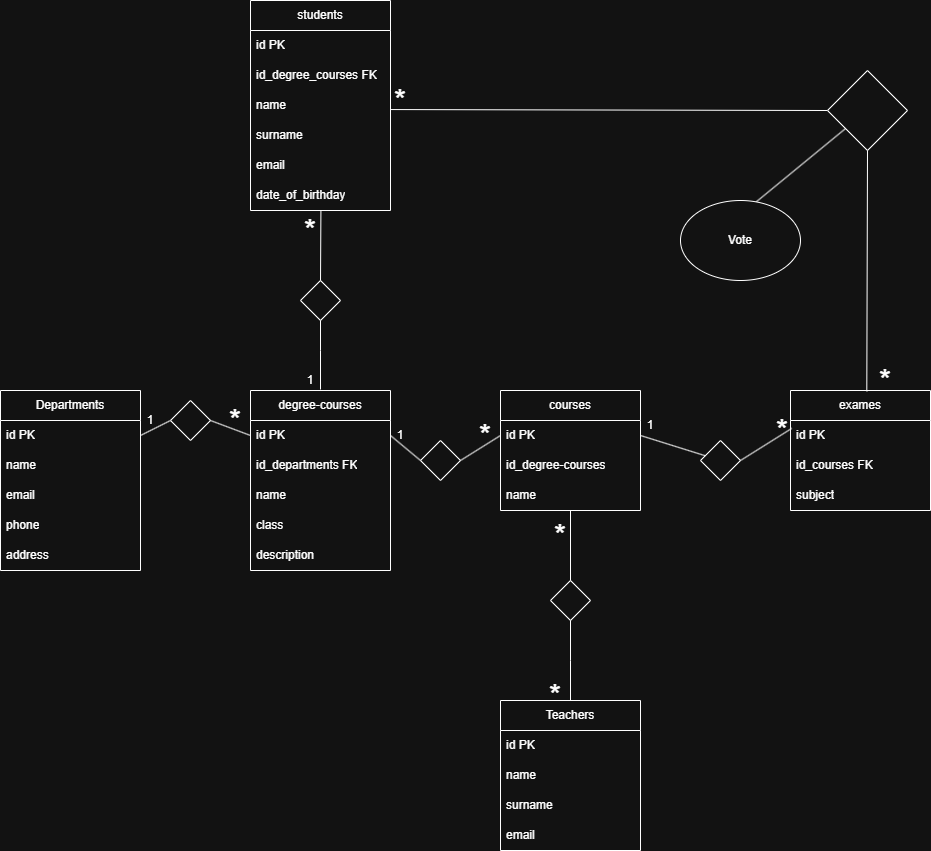 students
id PK
id_degree_courses FK
name
surname
email
date_of_birthday
*
*
1
Vote
*
Departments
id PK
name
email
phone
address
1
*
degree-courses
id PK
id_departments FK
name
class
description
1
*
courses
id PK
id_degree-courses
name
1
*
exames
id PK
id_courses FK
subject
*
*
Teachers
id PK
name
surname
email